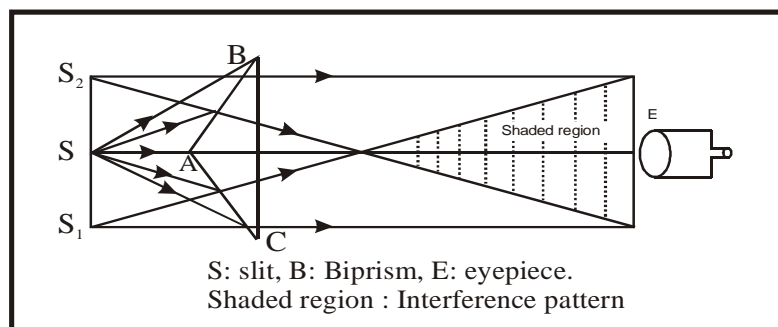 B
S2
E
Shaded region
S
A
S1
C
S: slit, B: Biprism, E: eyepiece.
Shaded region : Interference pattern